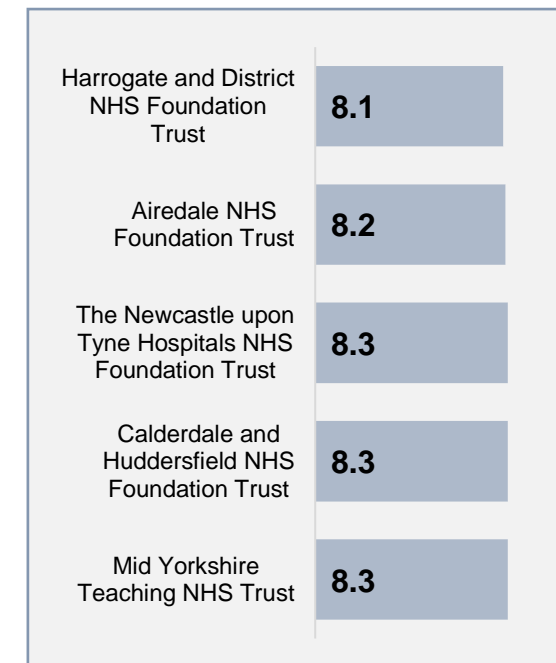 Harrogate and District
NHS Foundation
Trust
8.1
Airedale NHS
Foundation Trust
8.2
The Newcastle upon
Tyne Hospitals NHS
Foundation Trust
8.3
Calderdale and
Huddersfield NHS
Foundation Trust
8.3
Mid Yorkshire
Teaching NHS Trust
8.3